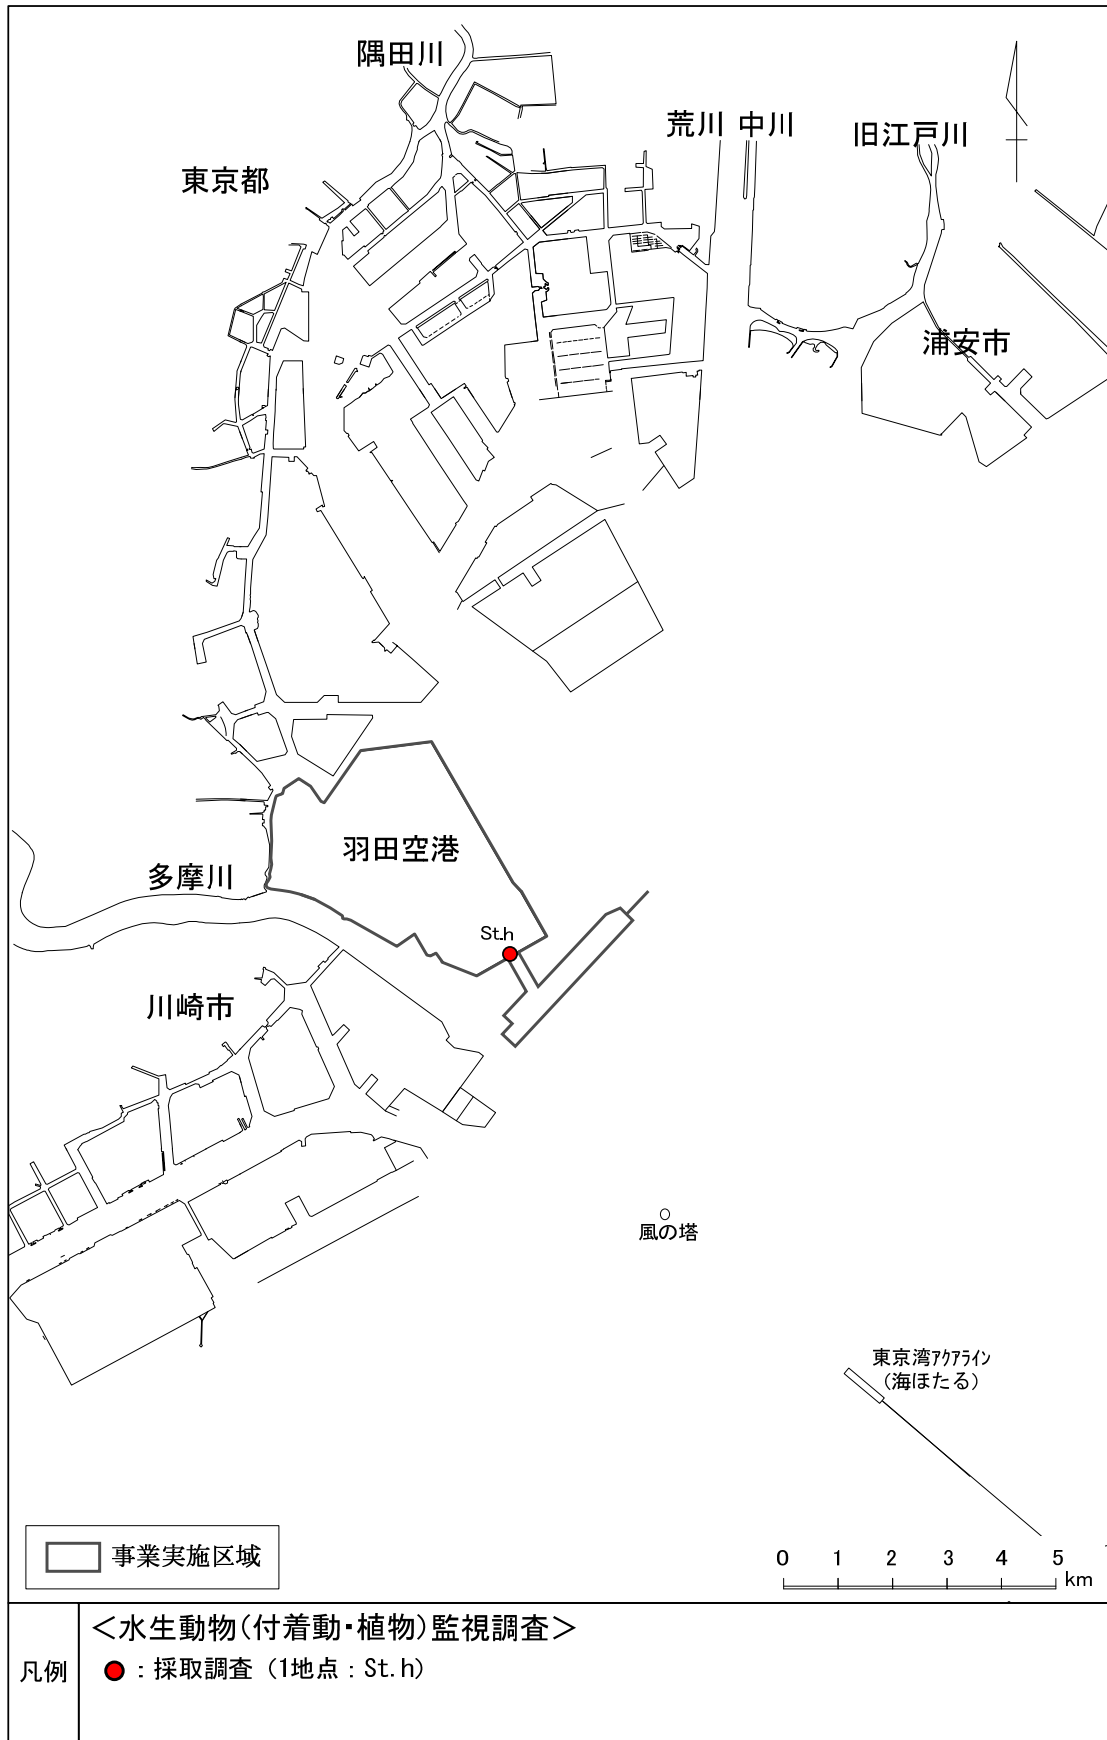 隅田川
荒川 中川
旧江戸川
東京都
浦安市
羽田空港
多摩川
St.h
川崎市
風の塔
東京湾アクアライン
(海ほたる)
事業実施区域
0 1 2 3 4 5
km
凡例
＜水生動物(付着動・植物)監視調査＞
：採取調査（1地点：St.h）